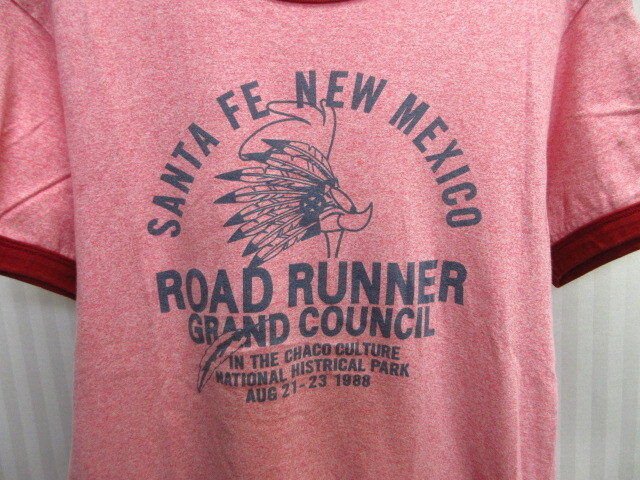 SANTA FE NEW MEXICO
ROAD RUNNER
GRAND COUNCIL
IN THE CHACO CULTURE
NATIONAL HISTRICAL PARK
AUG 21-23 1988